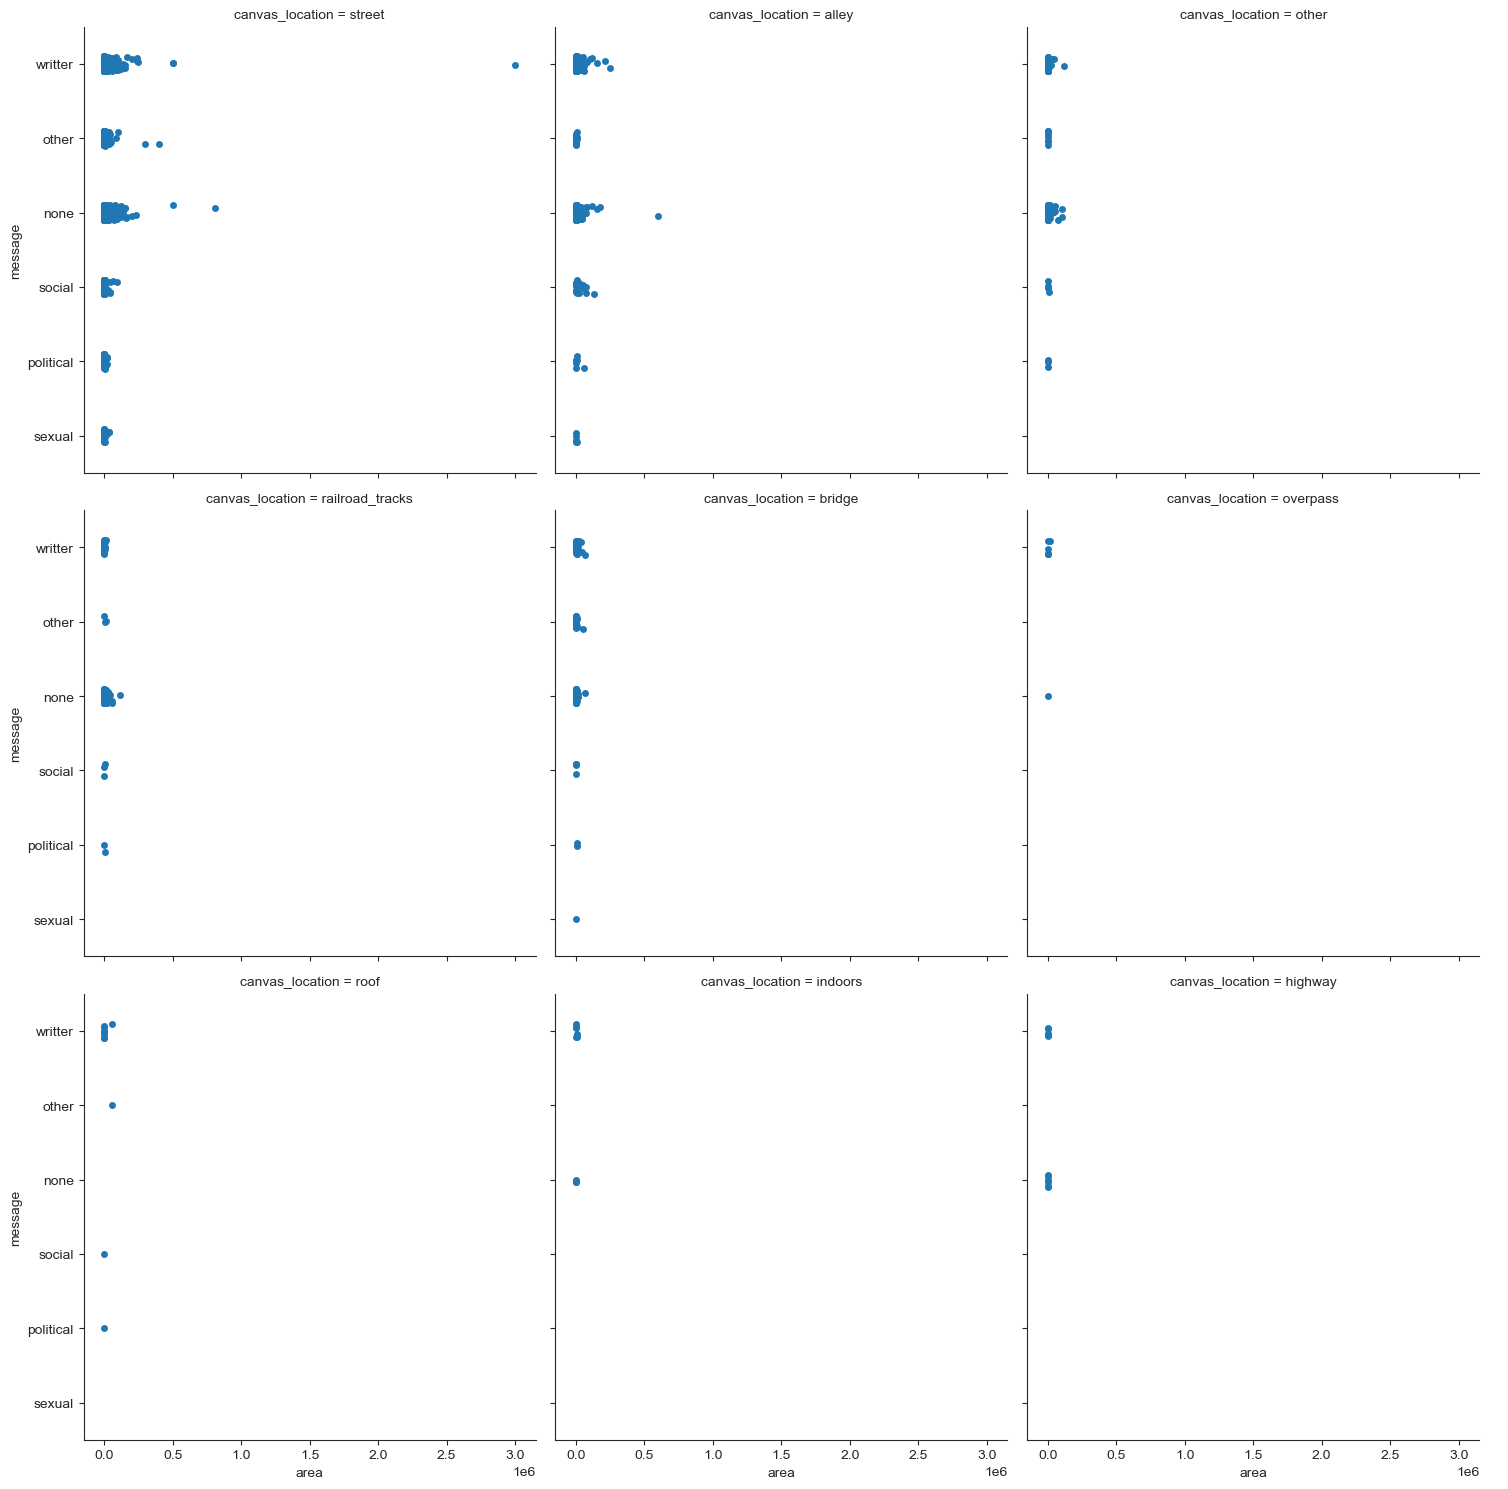 canvas_location = street
canvas_location = alley
canvas_location = other
message
writter
other
none
social
political
sexual
canvas_location = railroad_tracks
canvas_location = bridge
canvas_location = overpass
message
writter
other
none
social
political
sexual
canvas_location = roof
canvas_location = indoors
canvas_location = highway
message
writter
other
none
social
political
sexual
0.0 0.5 1.0 1.5 2.0 2.5 3.0
0.0 0.5 1.0 1.5 2.0 2.5 3.0
0.0 0.5 1.0 1.5 2.0 2.5 3.0
area 1e6
area 1e6
area 1e6